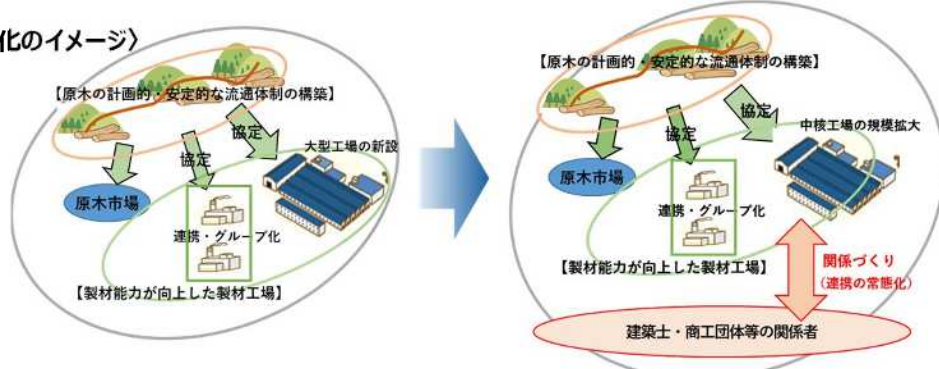 化のイメージ〉
【原木の計画的・安定的な流通体制の構築】
協定
協定
大型工場の新設
原木市場
連携・グループ化
【製材能力が向上した製材工場】
【原木の計画的・安定的な流通体制の構築】
協定
協定
中核工場の規模拡大
原木市場
連携・グループ化
【製材能力が向上した製材工場】
関係づくり
（連携の常態化）
建築士・商工団体等の関係者